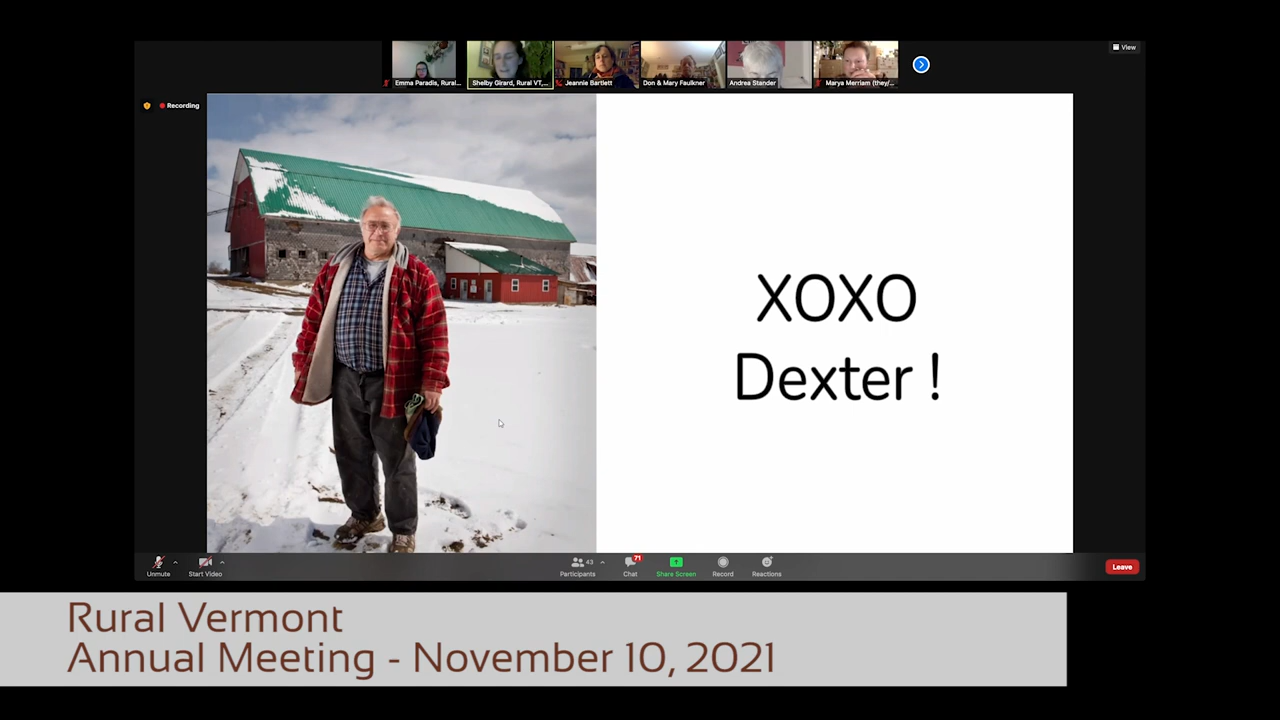 View
Emma Paradis, Rural...
Shelby Girard, Rural VT,...
Jeannie Bartlett
Don & Mary Faulkner
Andrea Stander
Marya Merriam (they/...
Recording
XOXO
Dexter !
Unmute
Start Video
Participants
43
Chat
71
Share Screen
Record
Reactions
Leave
Rural Vermont
Annual Meeting - November 10, 2021